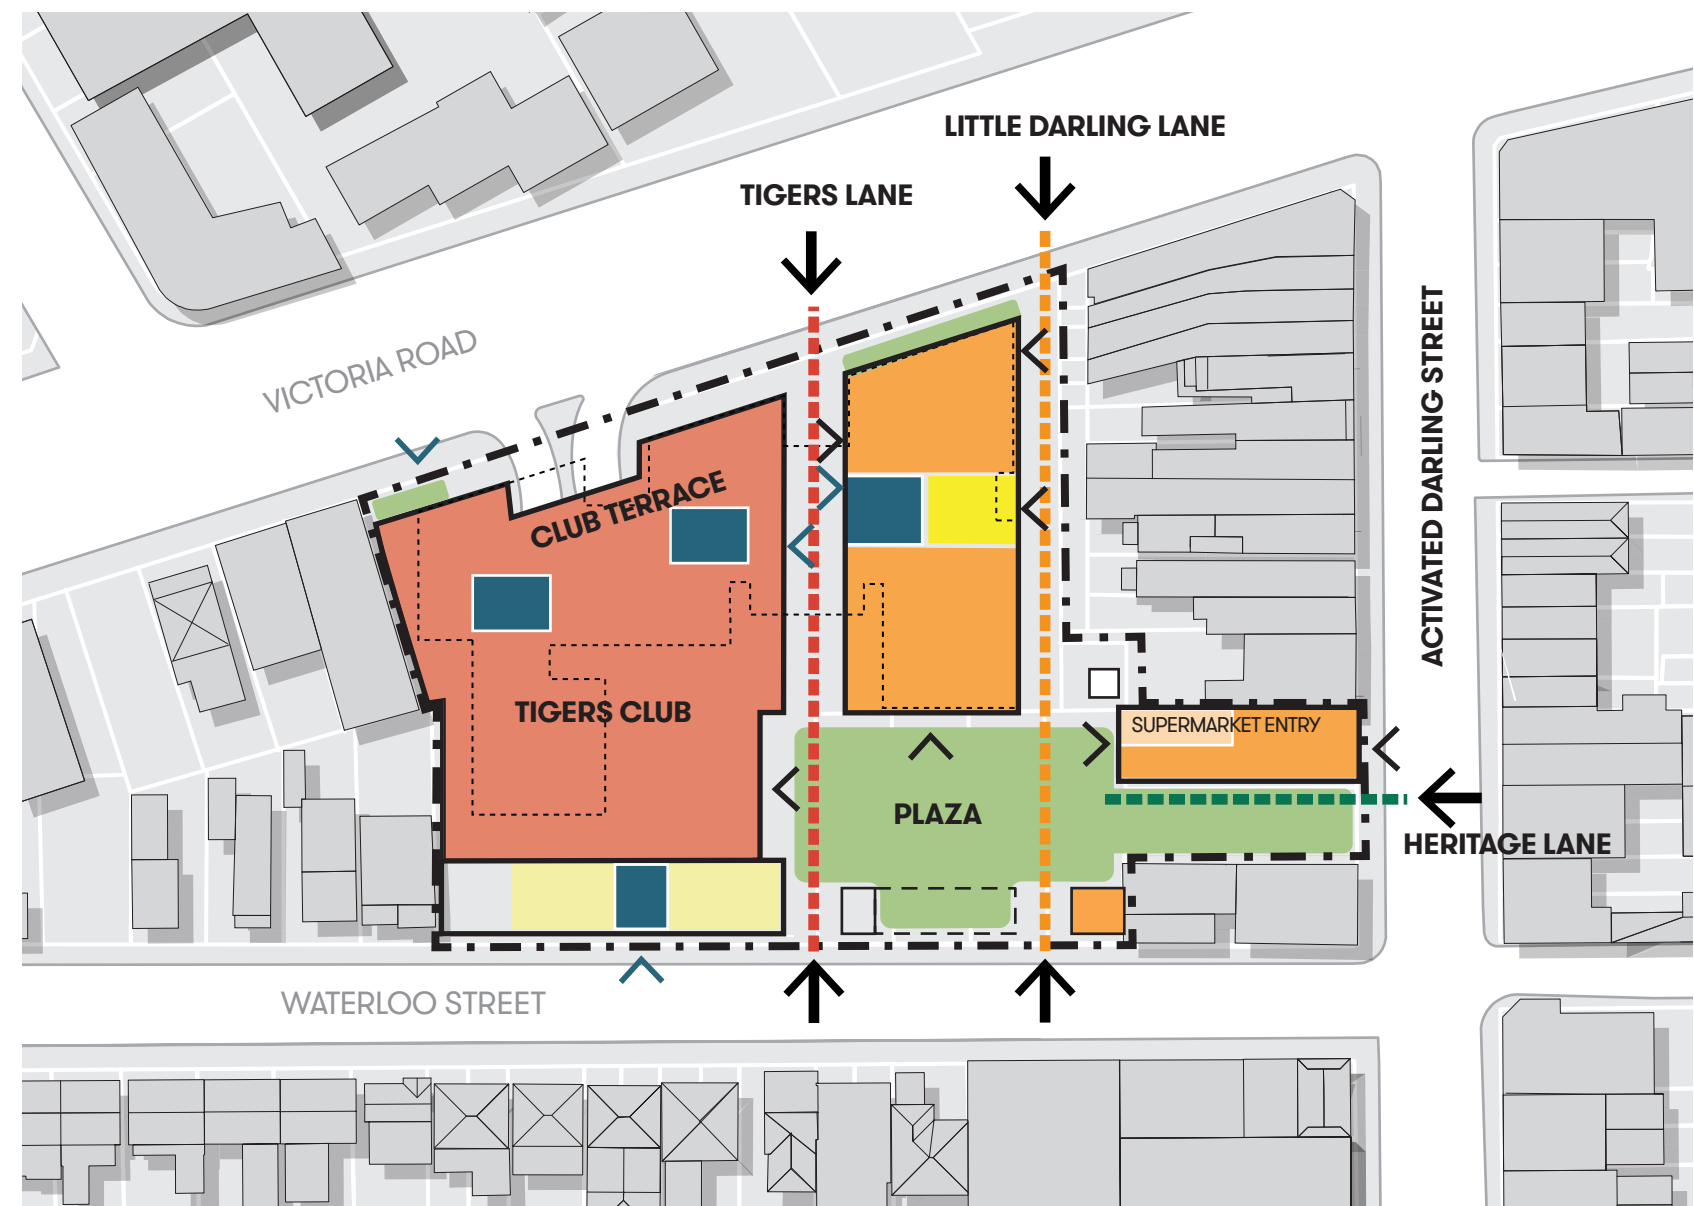 LITTLE DARLING LANE
TIGERS LANE
VICTORIA ROAD
ACTIVATED DARLING STREET
CLUB TERRACE
TIGERS CLUB
SUPERMARKET ENTRY
PLAZA
HERITAGE LANE
WATERLOO STREET